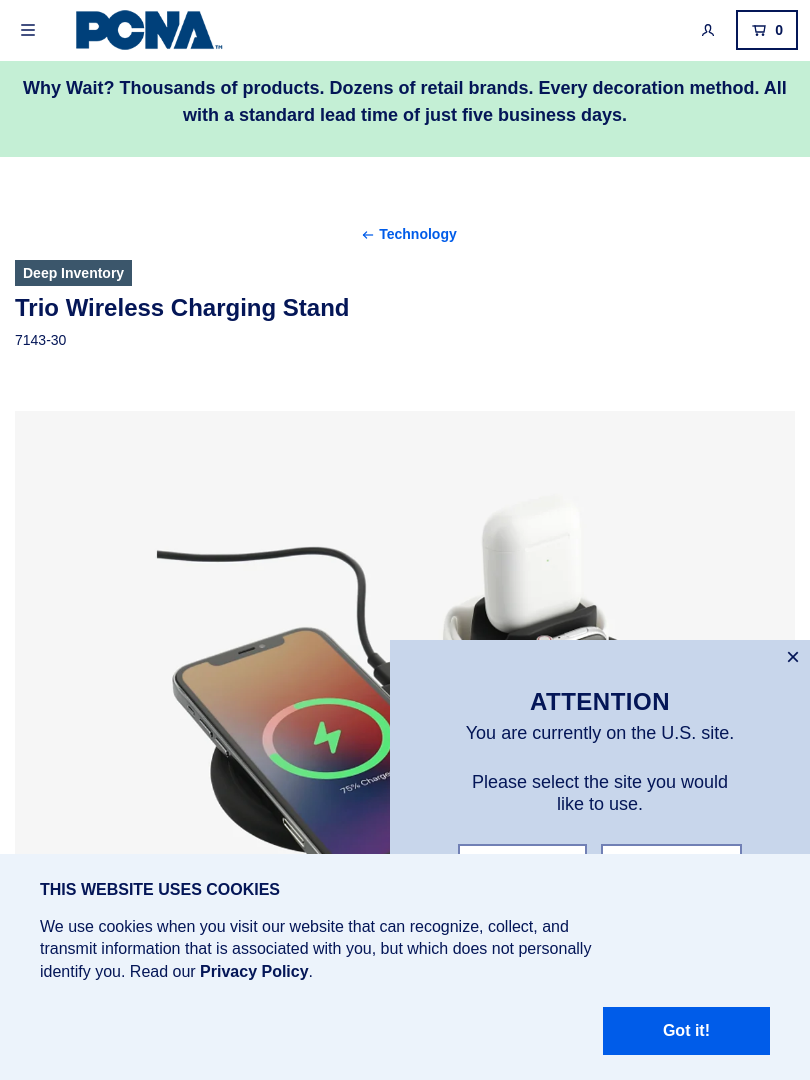 PCNA™
0
Why Wait? Thousands of products. Dozens of retail brands. Every decoration method. All
with a standard lead time of just five business days.
← Technology
Deep Inventory
Trio Wireless Charging Stand
7143-30
75% Charge
ATTENTION
You are currently on the U.S. site.
Please select the site you would
like to use.
THIS WEBSITE USES COOKIES
We use cookies when you visit our website that can recognize, collect, and
transmit information that is associated with you, but which does not personally
identify you. Read our Privacy Policy.
Got it!